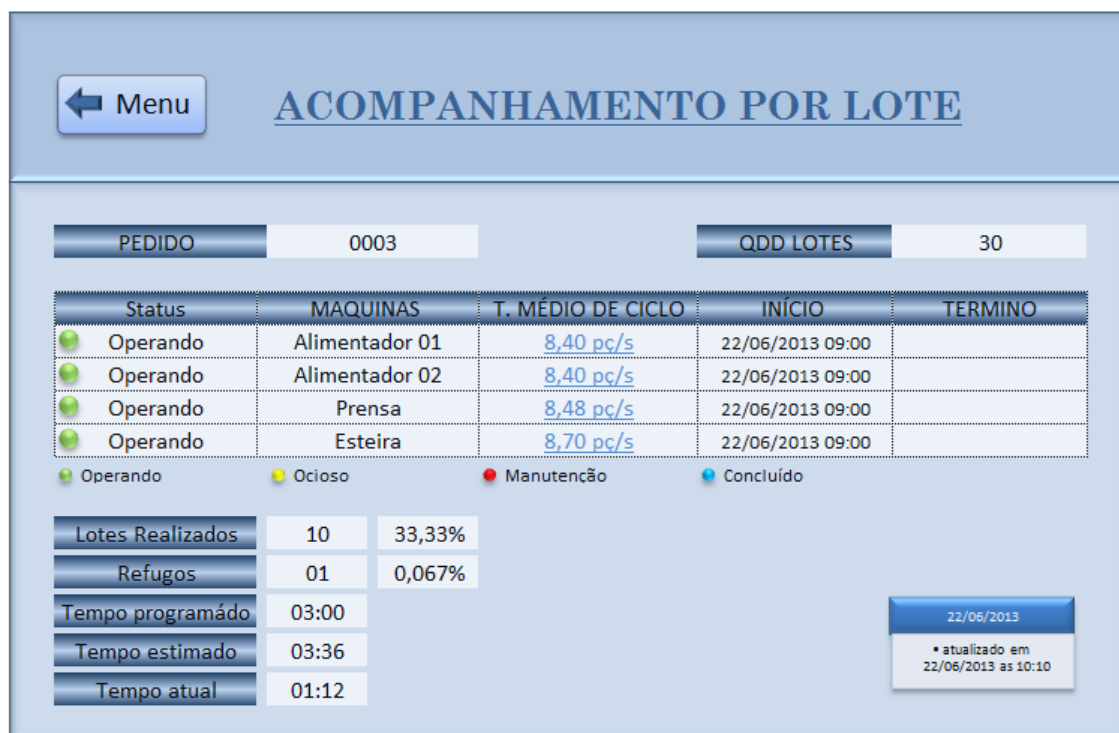 Menu
ACOMPANHAMENTO POR LOTE
PEDIDO 0003 QDD LOTES 30
Status MAQUINAS T. MÉDIO DE CICLO INÍCIO TERMINO
Operando Alimentador 01 8,40 pç/s 22/06/2013 09:00
Operando Alimentador 02 8,40 pç/s 22/06/2013 09:00
Operando Prensa 8,48 pç/s 22/06/2013 09:00
Operando Esteira 8,70 pç/s 22/06/2013 09:00
Operando Ocioso Manutenção Concluído
Lotes Realizados 10 33,33%
Refugos 01 0,067%
Tempo programádo 03:00
Tempo estimado 03:36
Tempo atual 01:12
22/06/2013
• atualizado em
22/06/2013 as 10:10